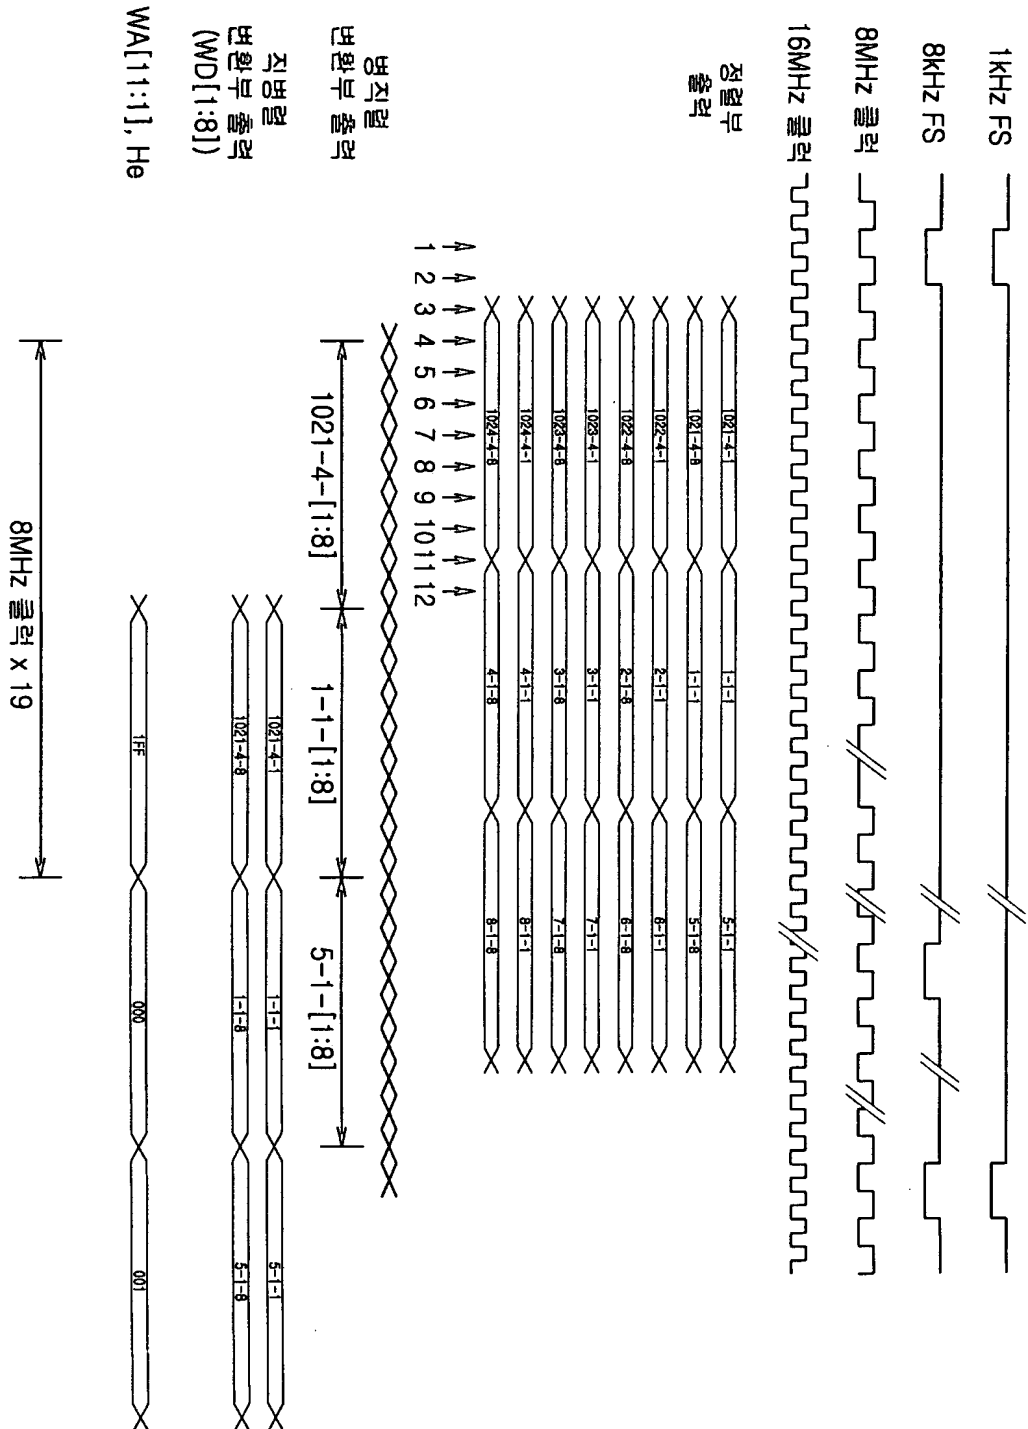 1kHz FS
8kHz FS
8MHz 클럭
16MHz 클럭
정렬부
출력
1021-4-1 1-1-1 5-1-1
1021-4-8 1-1-1 5-1-8
1022-4-1 2-1-1 6-1-1
1022-4-8 2-1-8 6-1-8
1023-4-1 3-1-1 7-1-1
1023-4-8 3-1-8 7-1-8
1024-4-1 4-1-1 8-1-1
1024-4-8 4-1-8 8-1-8
1 2 3 4 5 6 7 8 9 10 11 12
병직렬
변환부 출력
1021-4-[1:8] 1-1-[1:8] 5-1-[1:8]
직병렬
변환부 출력
(WD[1:8])
1021-4-1 1-1-1 5-1-1
1021-4-8 1-1-8 5-1-8
WA[11:1], He
1FF 000 001
8MHz 클럭 x 19